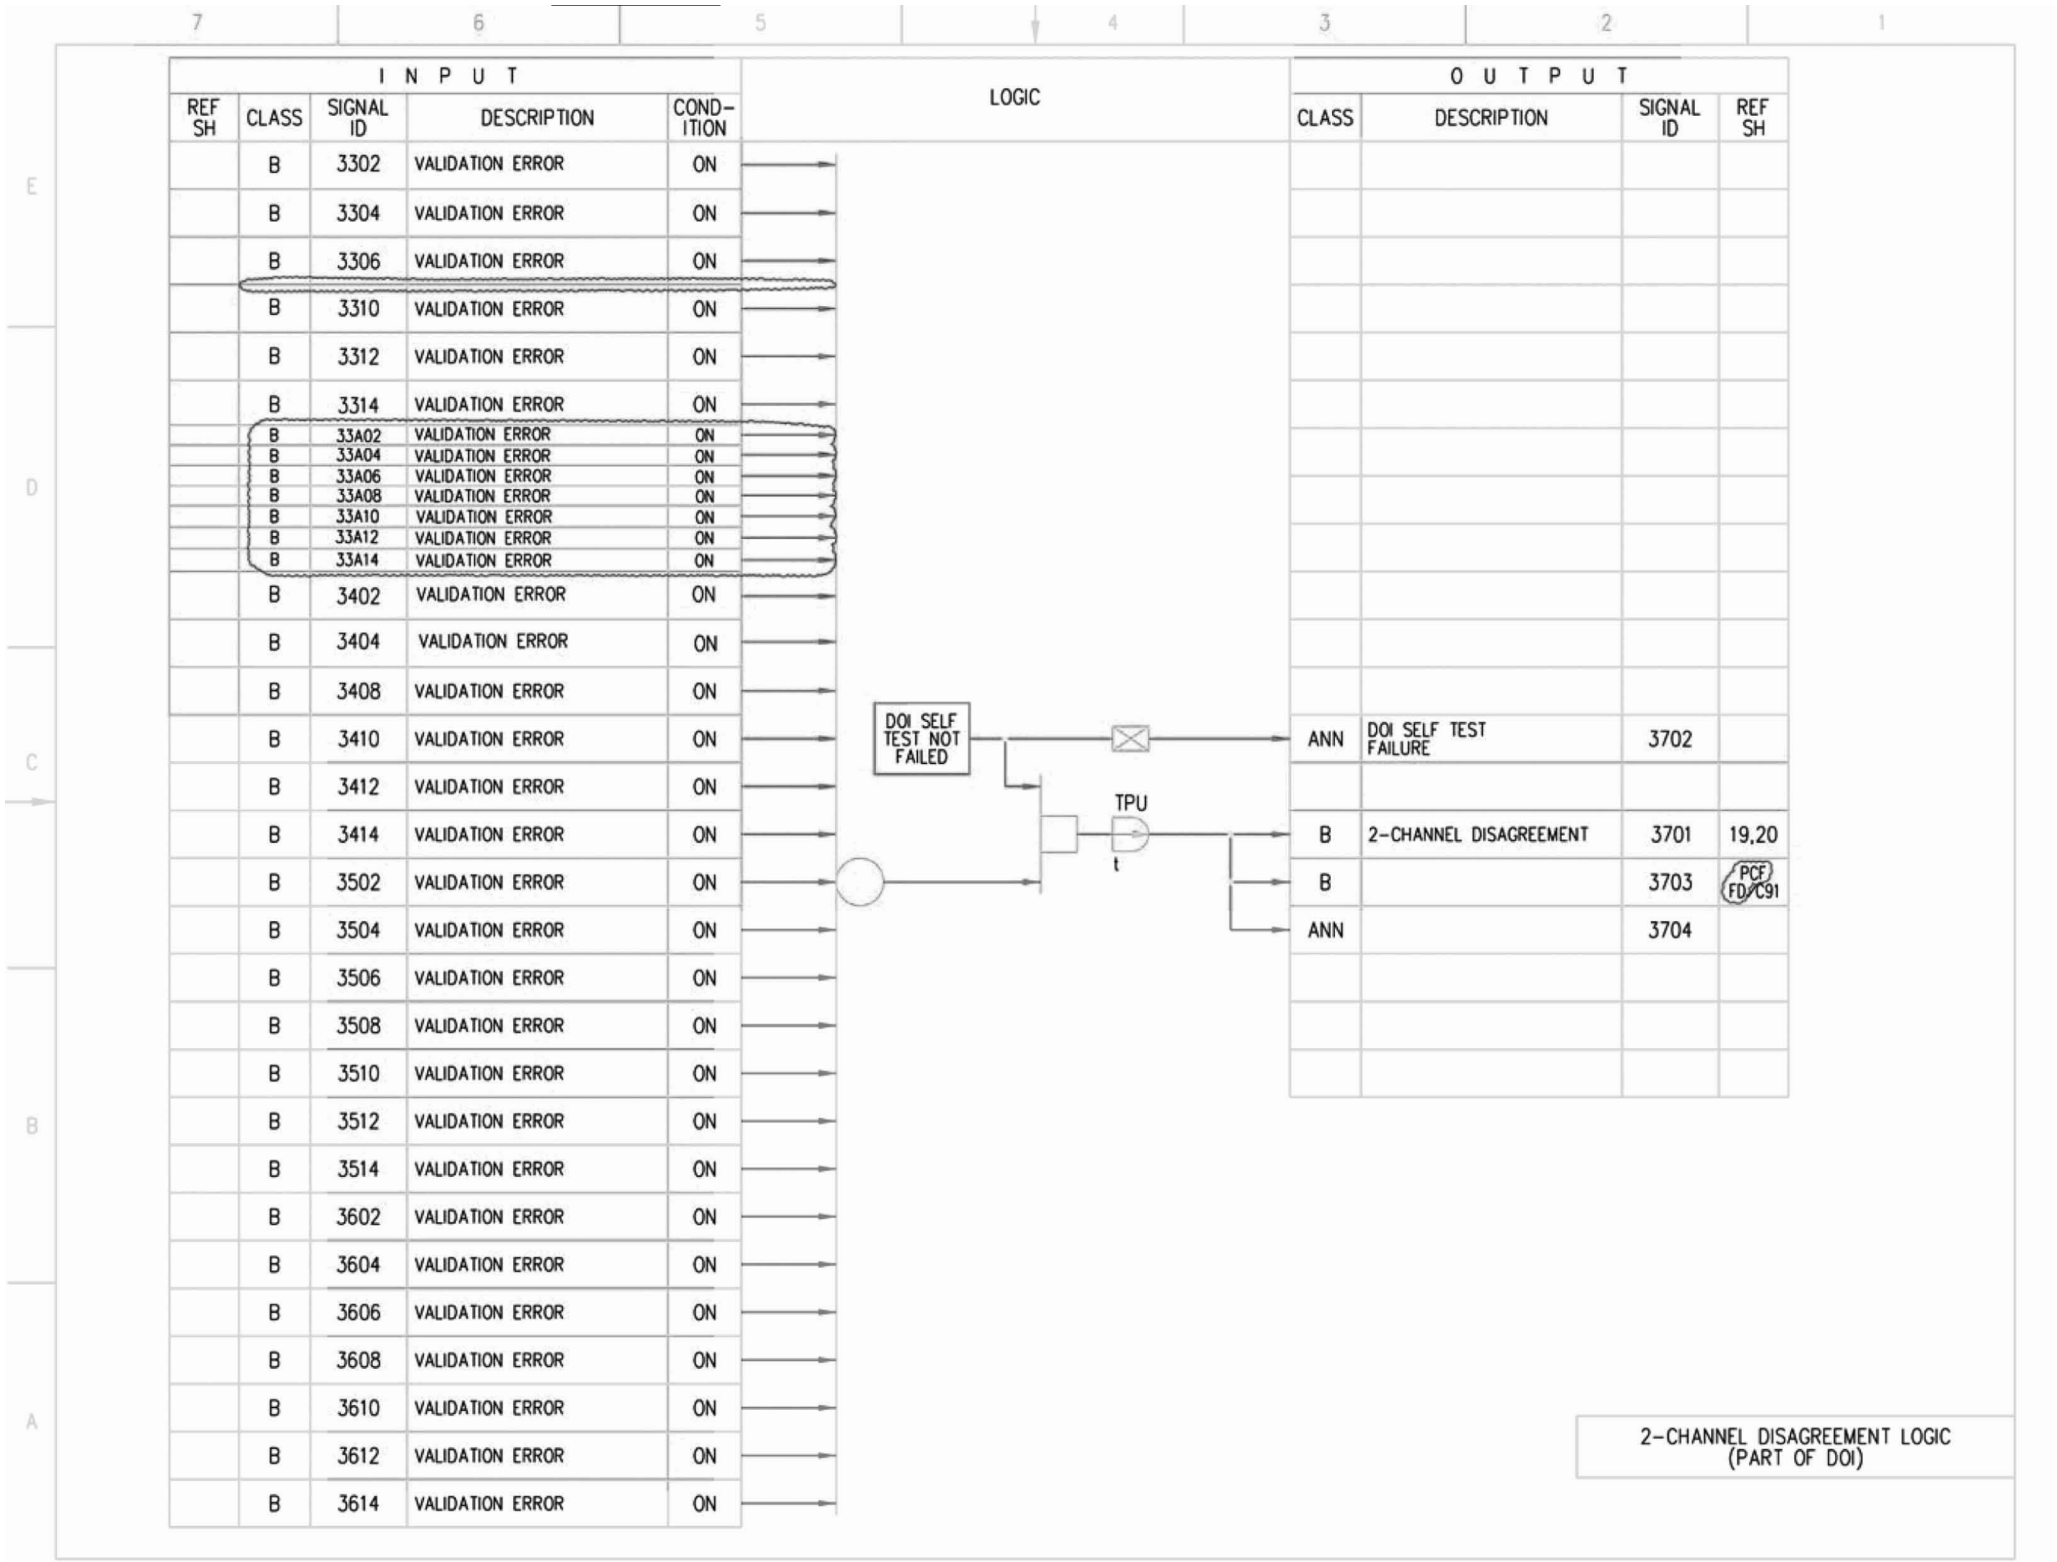 7 6 5 4 3 2 1
I N P U T
LOGIC
O U T P U T
REF SH CLASS SIGNAL ID DESCRIPTION COND-ITION
CLASS DESCRIPTION SIGNAL ID REF SH
B 3302 VALIDATION ERROR ON
E
B 3304 VALIDATION ERROR ON
B 3306 VALIDATION ERROR ON
B 3310 VALIDATION ERROR ON
B 3312 VALIDATION ERROR ON
B 3314 VALIDATION ERROR ON
B 33A02 VALIDATION ERROR ON
B 33A04 VALIDATION ERROR ON
B 33A06 VALIDATION ERROR ON
D
B 33A08 VALIDATION ERROR ON
B 33A10 VALIDATION ERROR ON
B 33A12 VALIDATION ERROR ON
B 33A14 VALIDATION ERROR ON
B 3402 VALIDATION ERROR ON
B 3404 VALIDATION ERROR ON
B 3408 VALIDATION ERROR ON
B 3410 VALIDATION ERROR ON
C
B 3412 VALIDATION ERROR ON
B 3414 VALIDATION ERROR ON
B 3502 VALIDATION ERROR ON
B 3504 VALIDATION ERROR ON
B 3506 VALIDATION ERROR ON
B 3508 VALIDATION ERROR ON
B 3510 VALIDATION ERROR ON
B 3512 VALIDATION ERROR ON
B
B 3514 VALIDATION ERROR ON
B 3602 VALIDATION ERROR ON
B 3604 VALIDATION ERROR ON
B 3606 VALIDATION ERROR ON
B 3608 VALIDATION ERROR ON
B 3610 VALIDATION ERROR ON
A
B 3612 VALIDATION ERROR ON
B 3614 VALIDATION ERROR ON
DOI SELF
TEST NOT
FAILED
TPU
t
ANN DOI SELF TEST
FAILURE 3702
B 2-CHANNEL DISAGREEMENT 3701 19,20
B 3703 PCF
FD/C91
ANN 3704
2-CHANNEL DISAGREEMENT LOGIC
(PART OF DOI)